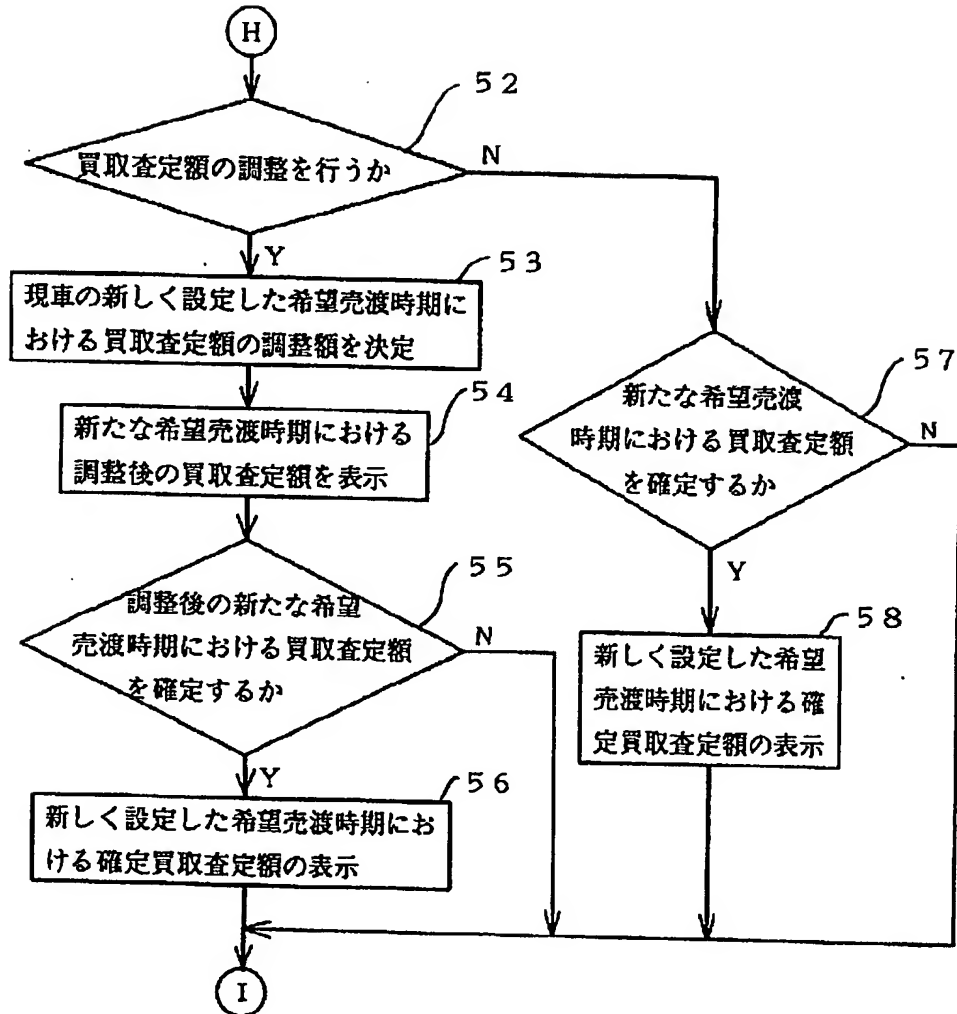 H
52
買取査定額の調整を行うか
N
Y
53
現車の新しく設定した希望売渡時期に
おける買取査定額の調整額を決定
54
新たな希望売渡時期における
調整後の買取査定額を表示
55
調整後の新たな希望
売渡時期における買取査定額
を確定するか
N
Y
56
新しく設定した希望売渡時期にお
ける確定買取査定額の表示
57
新たな希望売渡
時期における買取査定額
を確定するか
N
Y
58
新しく設定した希望
売渡時期における確
定買取査定額の表示
I